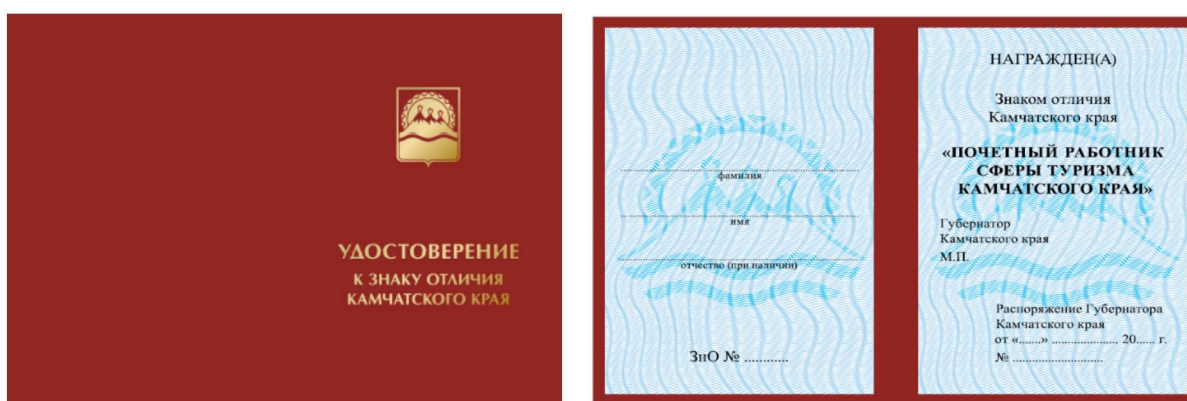 УДОСТОВЕРЕНИЕ
К ЗНАКУ ОТЛИЧИЯ
КАМЧАТСКОГО КРАЯ
фамилия
имя
отчество (при наличии)
ЗнО № ...........
НАГРАЖДЕН(А)
Знаком отличия
Камчатского края
«ПОЧЕТНЫЙ РАБОТНИК
СФЕРЫ ТУРИЗМА
КАМЧАТСКОГО КРАЯ»
Губернатор
Камчатского края
М.П.
Распоряжение Губернатора
Камчатского края
от «......» .................... 20..... г.
№ ...........................